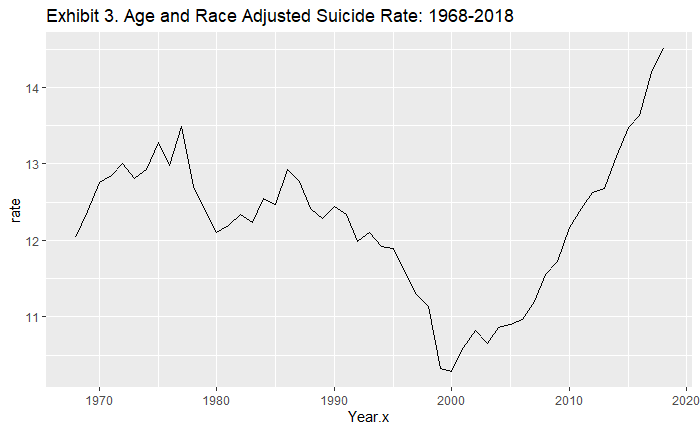 Exhibit 3. Age and Race Adjusted Suicide Rate: 1968-2018
14
13
12
11
rate
1970 1980 1990 2000 2010 2020
Year.x